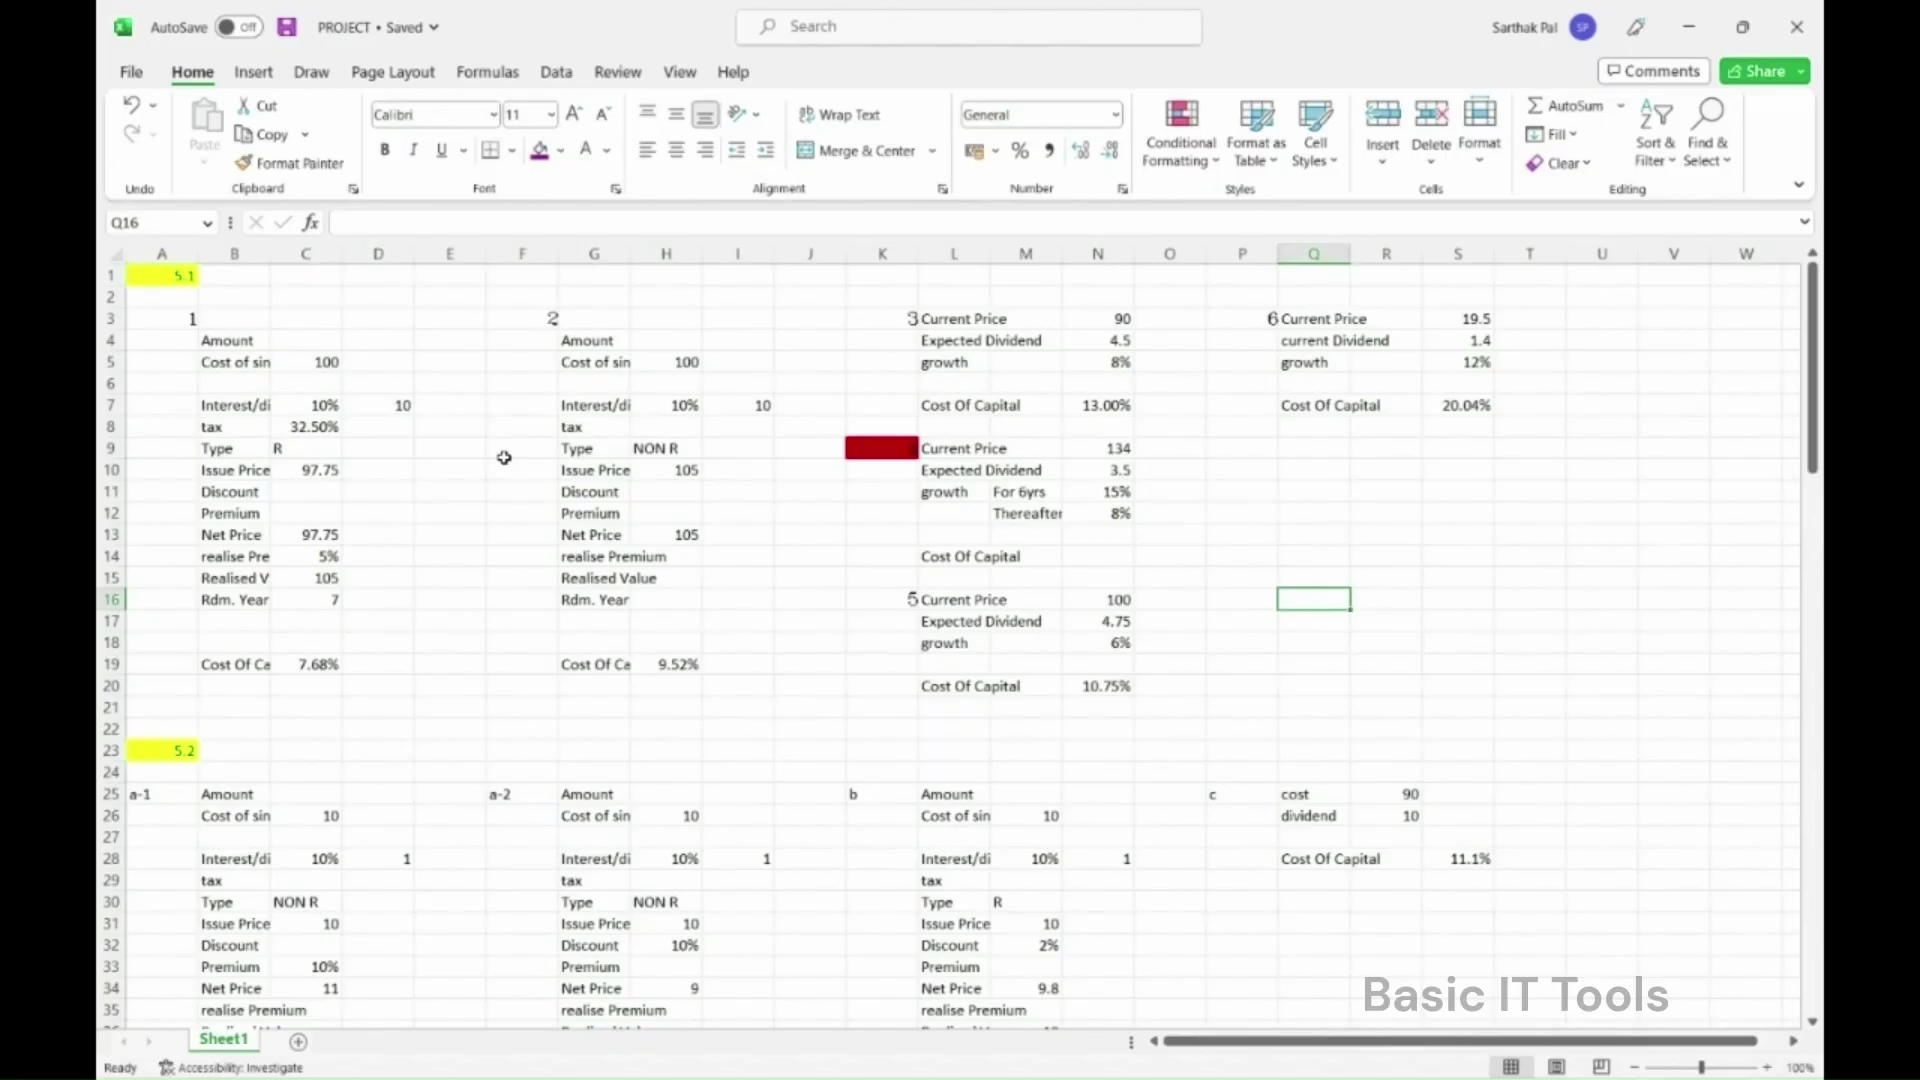 AutoSave Off PROJECT • Saved Search Sarthak Pal SP
File Home Insert Draw Page Layout Formulas Data Review View Help Comments Share
Cut
Copy
Format Painter
Paste
Undo
Clipboard
Calibri 11
B I U
Font
Wrap Text
Merge & Center
Alignment
General
Number
Conditional Formatting
Format as Table
Cell Styles
Styles
Insert Delete Format
Cells
AutoSum
Fill
Clear
Sort & Filter
Find & Select
Editing
Q16 fx
A B C D E F G H I J K L M N O P Q R S T U V W
1 5.1
2
3 1 2 3 Current Price 90 6 Current Price 19.5
4 Amount Amount Expected Dividend 4.5 current Dividend 1.4
5 Cost of sin 100 Cost of sin 100 growth 8% growth 12%
6
7 Interest/di 10% 10 Interest/di 10% 10 Cost Of Capital 13.00% Cost Of Capital 20.04%
8 tax 32.50% tax
9 Type R Type NON R Current Price 134
10 Issue Price 97.75 Issue Price 105 Expected Dividend 3.5
11 Discount Discount growth For 6yrs 15%
12 Premium Premium Thereafter 8%
13 Net Price 97.75 Net Price 105
14 realise Pre 5% realise Premium Cost Of Capital
15 Realised V 105 Realised Value
16 Rdm. Year 7 Rdm. Year 5 Current Price 100
17 Expected Dividend 4.75
18 growth 6%
19 Cost Of Ca 7.68% Cost Of Ca 9.52%
20 Cost Of Capital 10.75%
21
22
23 5.2
24
25 a-1 Amount a-2 Amount b Amount c cost 90
26 Cost of sin 10 Cost of sin 10 Cost of sin 10 dividend 10
27
28 Interest/di 10% 1 Interest/di 10% 1 Interest/di 10% 1 Cost Of Capital 11.1%
29 tax tax tax
30 Type NON R Type NON R Type R
31 Issue Price 10 Issue Price 10 Issue Price 10
32 Discount Discount 10% Discount 2%
33 Premium 10% Premium Premium
34 Net Price 11 Net Price 9 Net Price 9.8
35 realise Premium realise Premium realise Premium
Basic IT Tools
Sheet1
Ready Accessibility: Investigate 100%